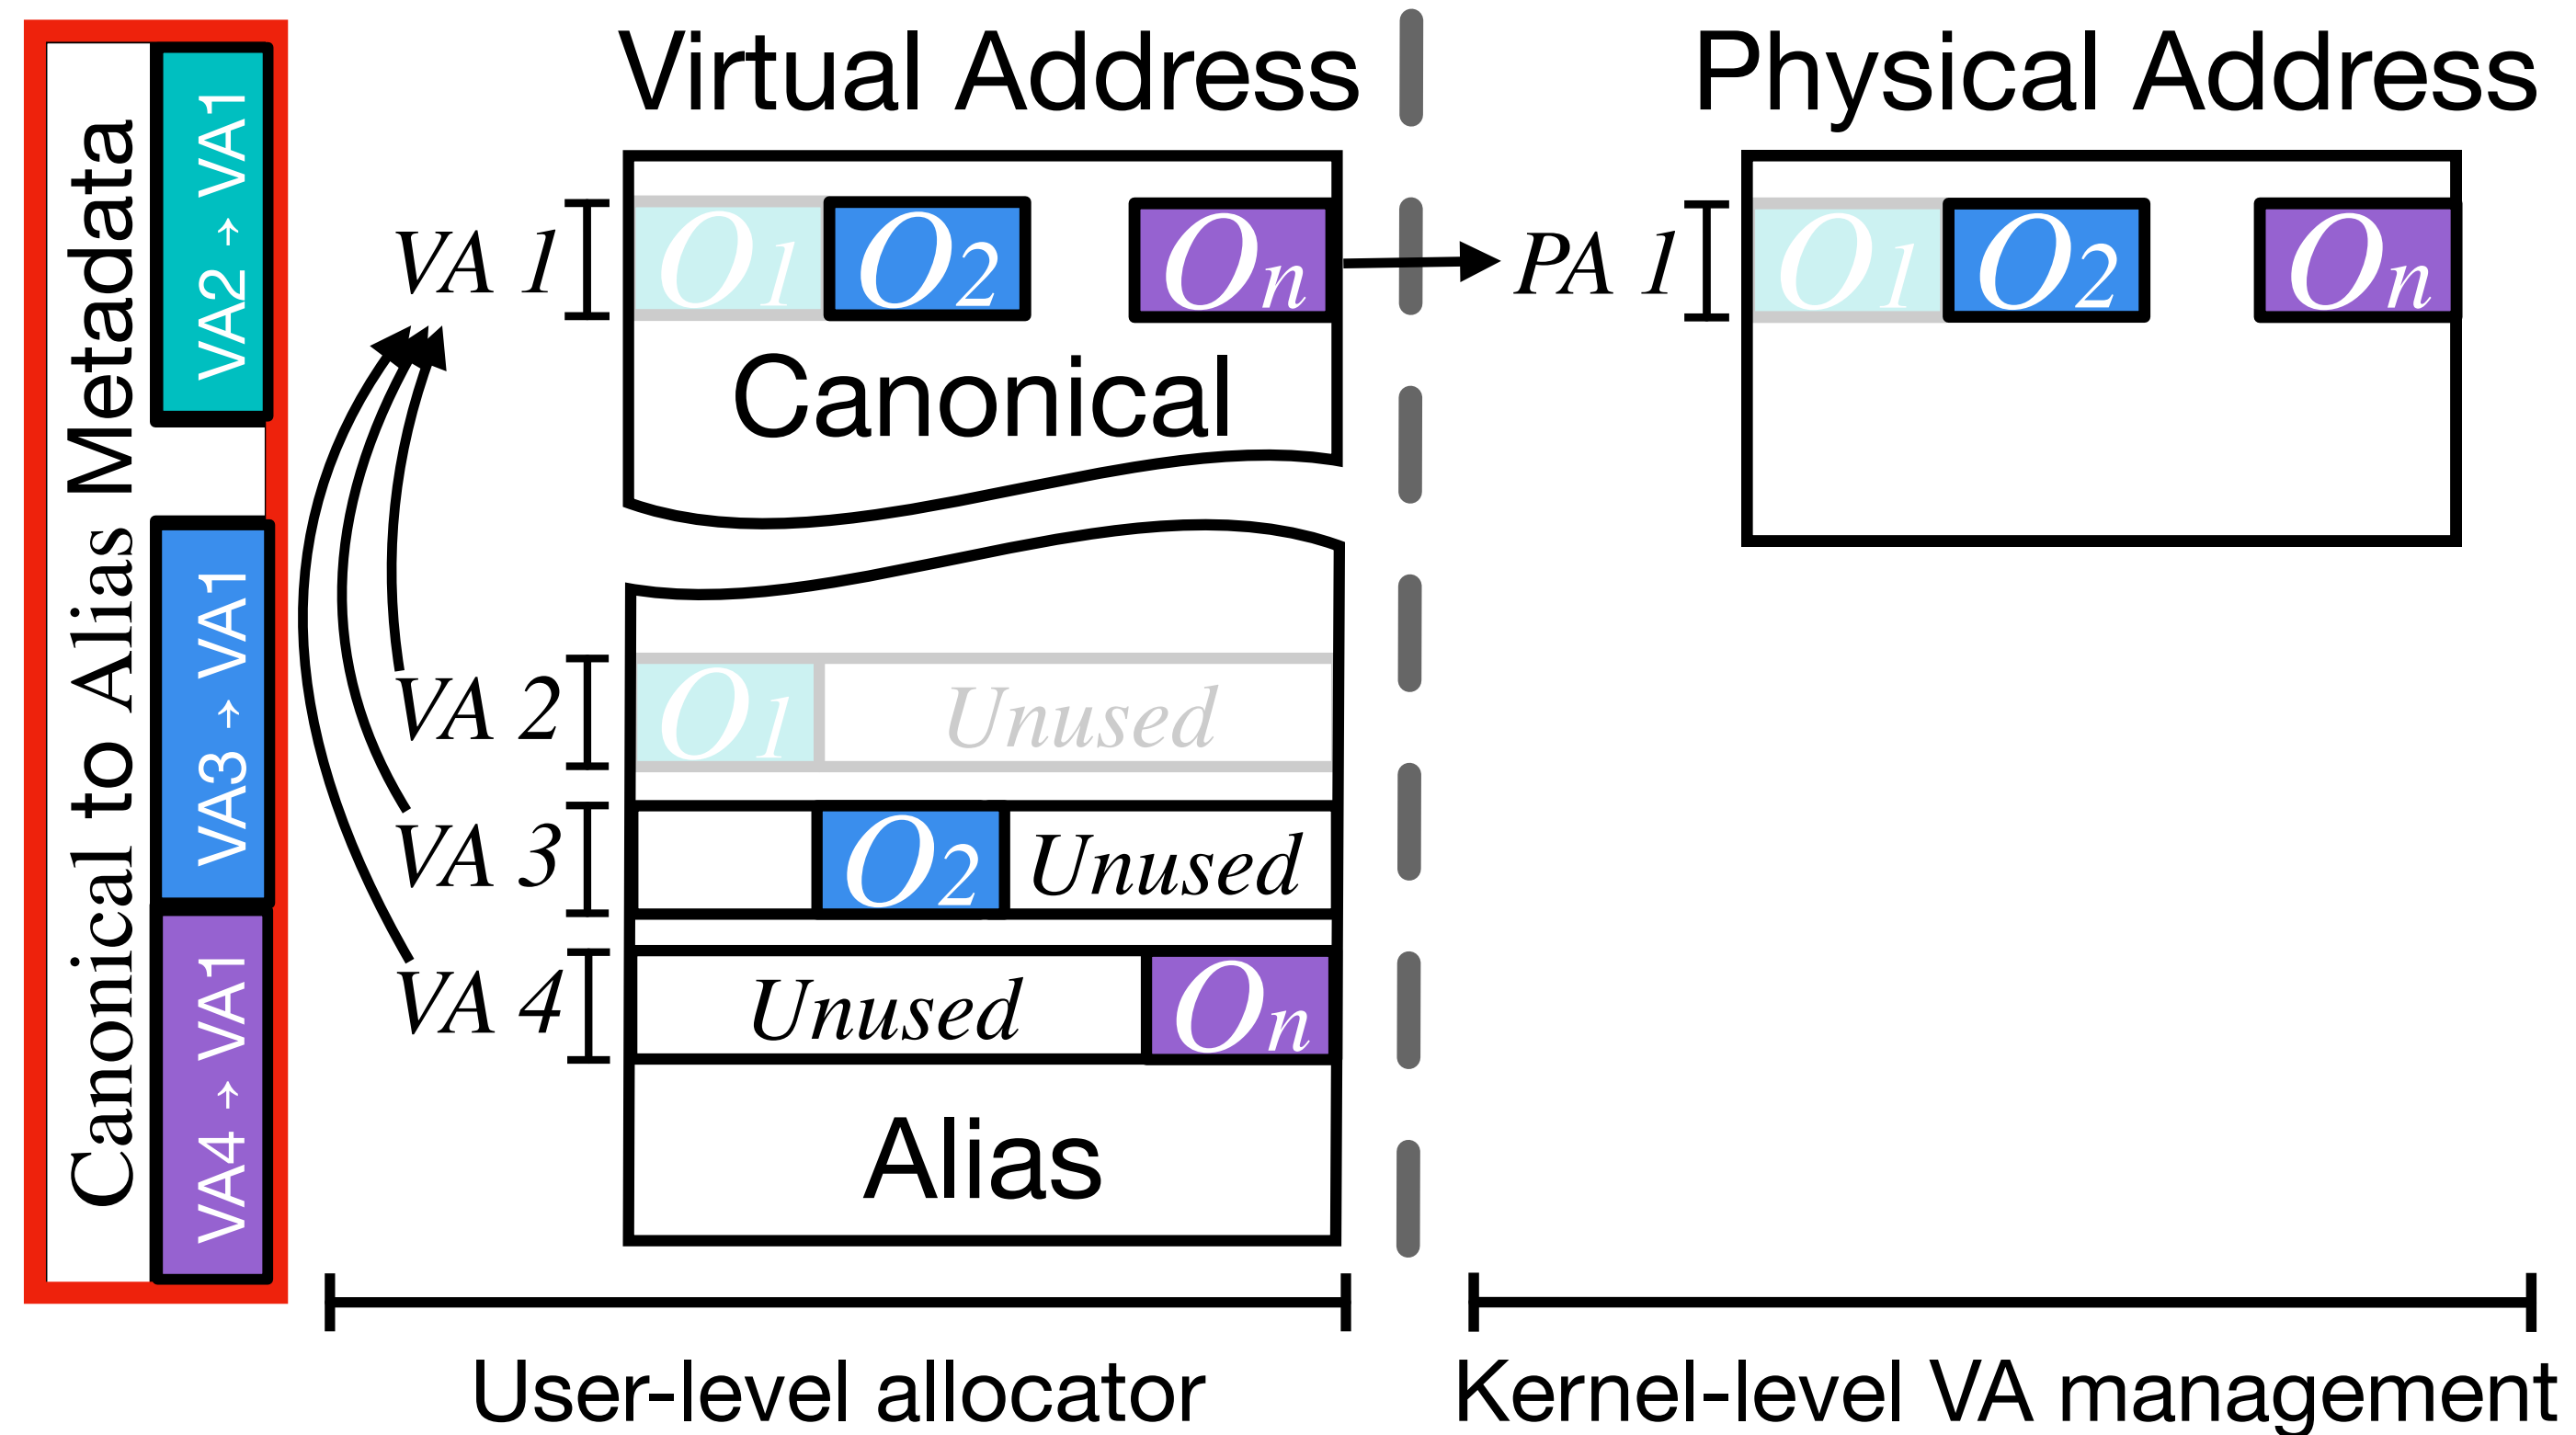 Canonical to Alias Metadata
VA2 → VA1
VA3 → VA1
VA4 → VA1
Virtual Address
VA 1
O1 O2 On
Canonical
VA 2
O1 Unused
VA 3
O2 Unused
VA 4
Unused On
Alias
Physical Address
PA 1
O1 O2 On
User-level allocator
Kernel-level VA management